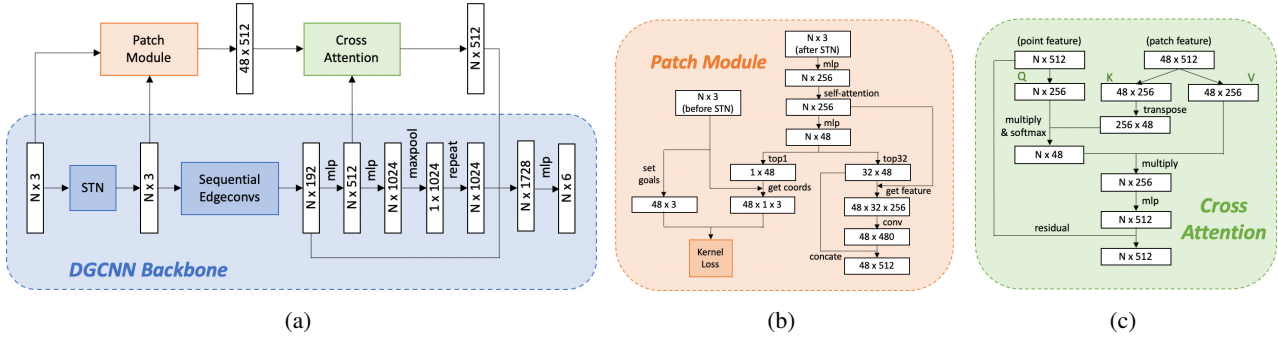 Patch
Module
48 x 512
Cross
Attention
N x 512
N x 3
STN
N x 3
Sequential
Edgeconvs
N x 192
mlp
N x 512
mlp
N x 1024
maxpool
1 x 1024
repeat
N x 1024
N x 1728
mlp
N x 6
DGCNN Backbone
(a)
Patch Module
N x 3
(after STN)
mlp
N x 256
self-attention
N x 3
(before STN)
N x 256
mlp
N x 48
top1
top32
1 x 48
32 x 48
set
goals
get coords
get feature
48 x 3
48 x 1 x 3
48 x 32 x 256
conv
48 x 480
Kernel
Loss
concate
48 x 512
(b)
(point feature)
(patch feature)
N x 512
48 x 512
Q
K
V
N x 256
48 x 256
48 x 256
transpose
multiply
& softmax
256 x 48
N x 48
multiply
N x 256
mlp
N x 512
Cross
Attention
residual
N x 512
(c)